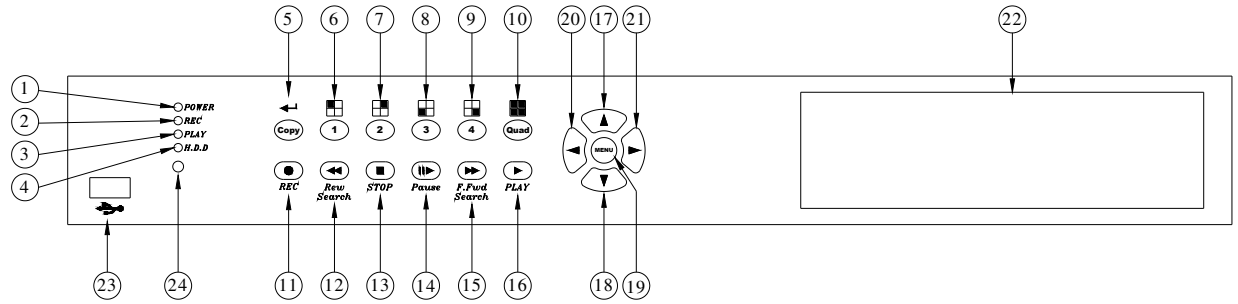 5 6 7 8 9 10 20 17 21 22
1 POWER
2 REC
3 PLAY
4 H.D.D
Copy 1 2 3 4 Quad
MENU
REC Rew Search STOP Pause F.Fwd Search PLAY
23 24 11 12 13 14 15 16 18 19